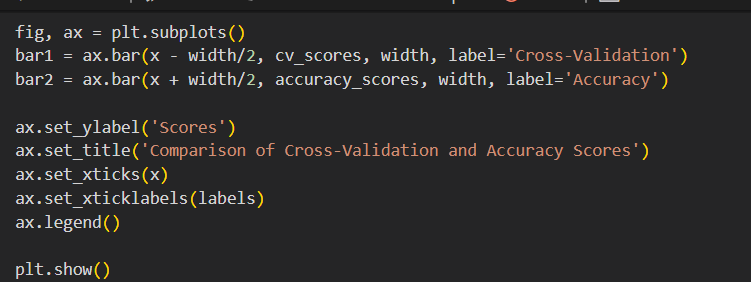 fig, ax = plt.subplots()
bar1 = ax.bar(x - width/2, cv_scores, width, label='Cross-Validation')
bar2 = ax.bar(x + width/2, accuracy_scores, width, label='Accuracy')

ax.set_ylabel('Scores')
ax.set_title('Comparison of Cross-Validation and Accuracy Scores')
ax.set_xticks(x)
ax.set_xticklabels(labels)
ax.legend()

plt.show()